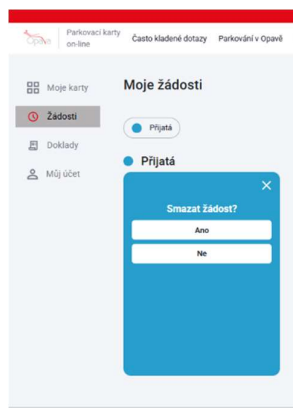 Opava
Parkovací karty
on-line
Často kladené dotazy
Parkování v Opavě
Moje karty
Žádosti
Doklady
Můj účet
Moje žádosti
Přijatá
Přijatá
Smazat žádost?
Ano
Ne